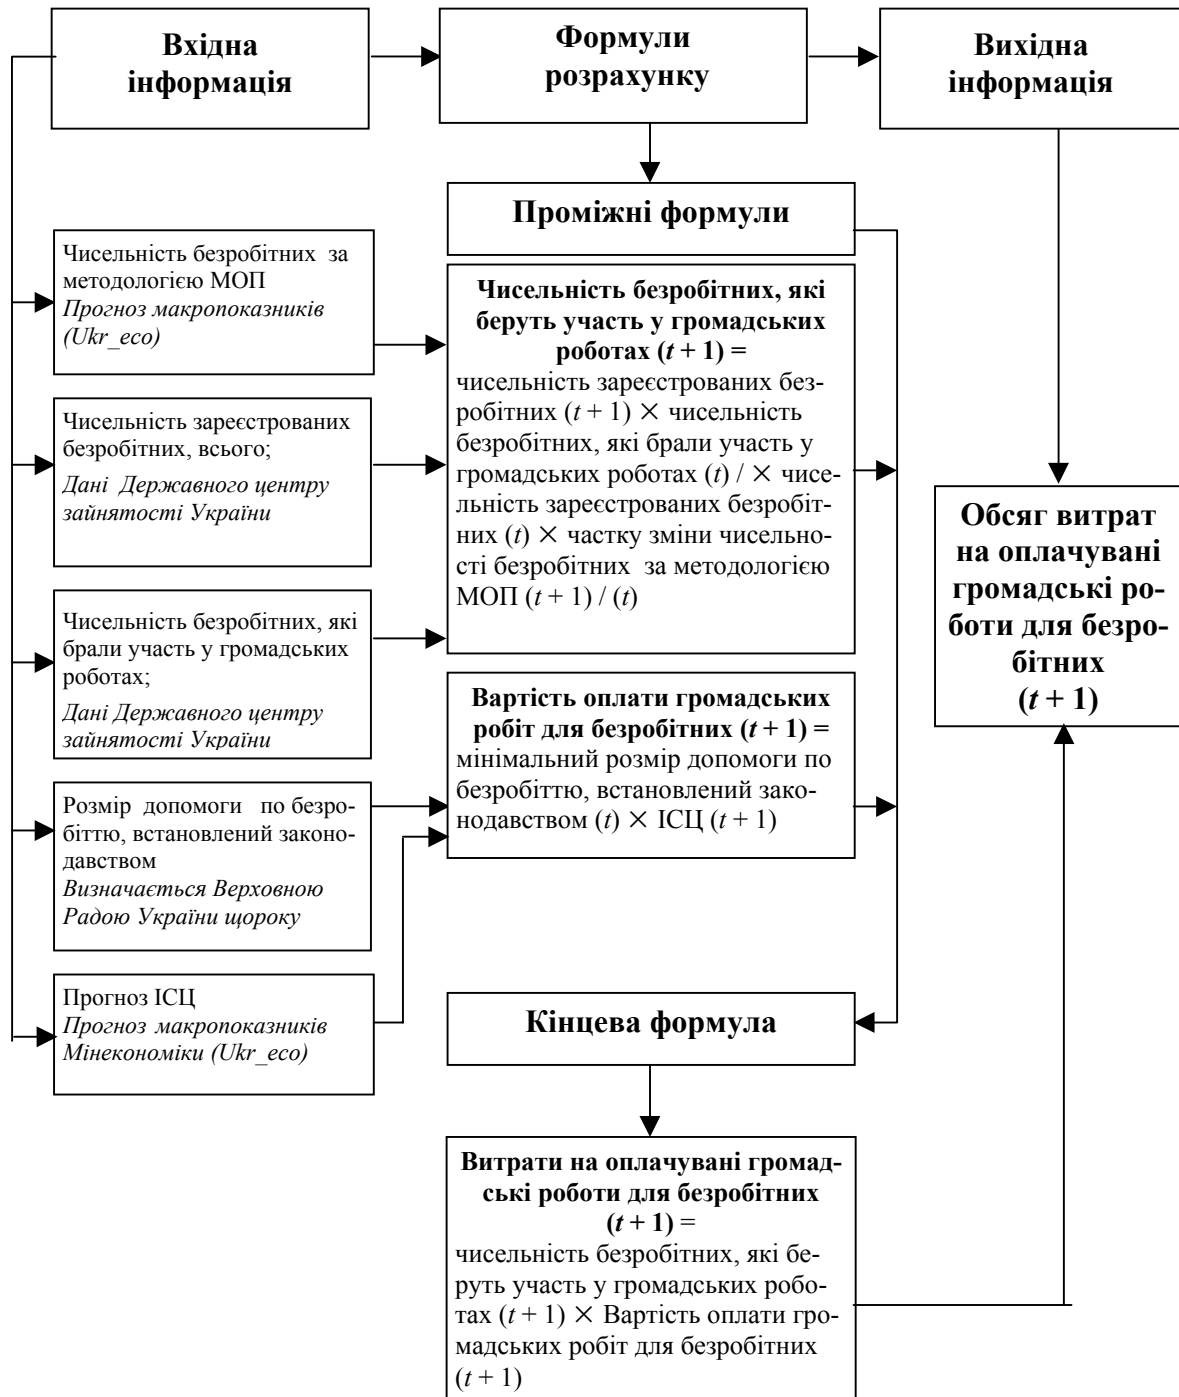 Вхідна
інформація
Формули
розрахунку
Вихідна
інформація
Проміжні формули
Чисельність безробітних за
методологією МОП
Прогноз макропоказників
(Ukr_eco)
Чисельність зареєстрованих
безробітних, всього;
Дані Державного центру
зайнятості України
Чисельність безробітних, які
брали участь у громадських
роботах;
Дані Державного центру
зайнятості України
Розмір допомоги по безро-
біттю, встановлений законо-
давством
Визначається Верховною
Радою України щороку
Прогноз ІСЦ
Прогноз макропоказників
Мінекономіки (Ukr_eco)
Чисельність безробітних, які
беруть участь у громадських
роботах (t + 1) =
чисельність зареєстрованих без-
робітних (t + 1) × чисельність
безробітних, які брали участь у
громадських роботах (t) / × чисе-
льність зареєстрованих безробіт-
них (t) × частку зміни чисельно-
сті безробітних за методологією
МОП (t + 1) / (t)
Вартість оплати громадських
робіт для безробітних (t + 1) =
мінімальний розмір допомоги по
безробіттю, встановлений зако-
нодавством (t) × ІСЦ (t + 1)
Кінцева формула
Витрати на оплачувані громад-
ські роботи для безробітних
(t + 1) =
чисельність безробітних, які бе-
руть участь у громадських робо-
тах (t + 1) × Вартість оплати гро-
мадських робіт для безробітних
(t + 1)
Обсяг витрат
на оплачувані
громадські ро-
боти для безро-
бітних
(t + 1)